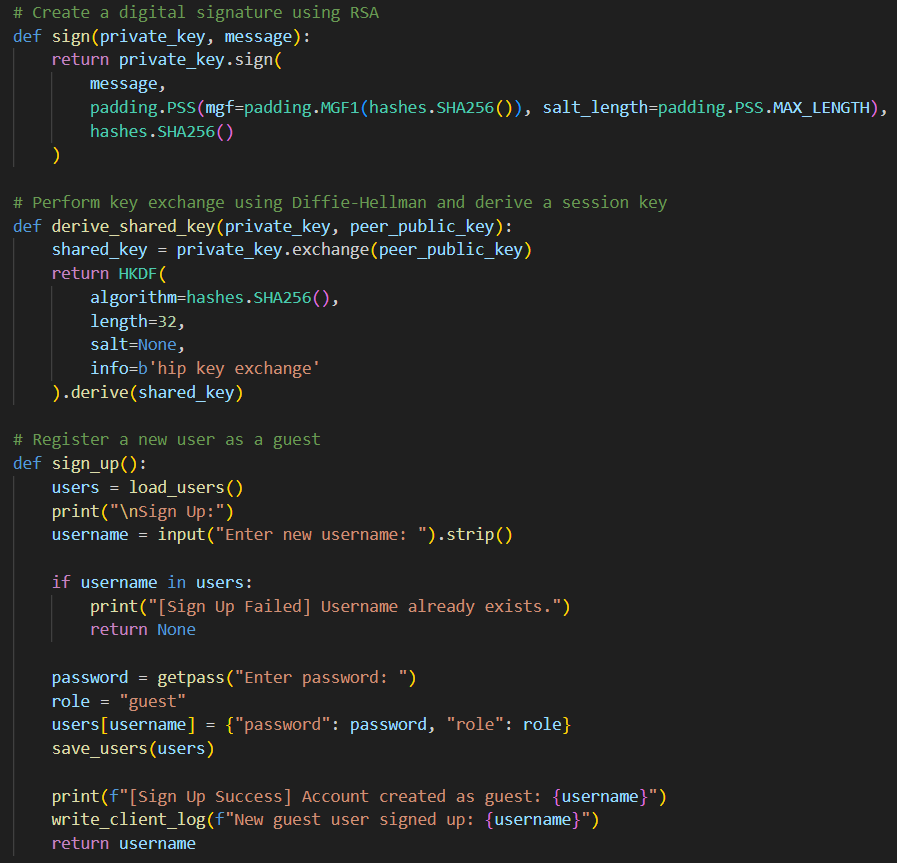 # Create a digital signature using RSA
def sign(private_key, message):
    return private_key.sign(
        message,
        padding.PSS(mgf=padding.MGF1(hashes.SHA256()), salt_length=padding.PSS.MAX_LENGTH),
        hashes.SHA256()
    )

# Perform key exchange using Diffie-Hellman and derive a session key
def derive_shared_key(private_key, peer_public_key):
    shared_key = private_key.exchange(peer_public_key)
    return HKDF(
        algorithm=hashes.SHA256(),
        length=32,
        salt=None,
        info=b'hip key exchange'
    ).derive(shared_key)

# Register a new user as a guest
def sign_up():
    users = load_users()
    print("\nSign Up:")
    username = input("Enter new username: ").strip()

    if username in users:
        print("[Sign Up Failed] Username already exists.")
        return None

    password = getpass("Enter password: ")
    role = "guest"
    users[username] = {"password": password, "role": role}
    save_users(users)

    print(f"[Sign Up Success] Account created as guest: {username}")
    write_client_log(f"New guest user signed up: {username}")
    return username